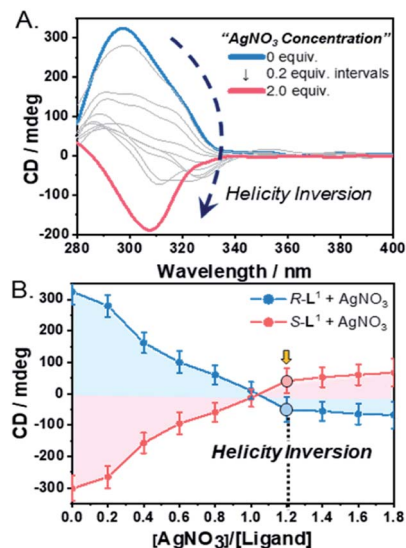 A.
"AgNO₃ Concentration"
0 equiv.
↓ 0.2 equiv. intervals
2.0 equiv.
Helicity Inversion
CD / mdeg
300
200
100
0
-100
-200
280 300 320 340 360 380 400
Wavelength / nm
B.
R-L¹ + AgNO₃
S-L¹ + AgNO₃
Helicity Inversion
CD / mdeg
300
200
100
0
-100
-200
-300
0.0 0.2 0.4 0.6 0.8 1.0 1.2 1.4 1.6 1.8
[AgNO₃]/[Ligand]